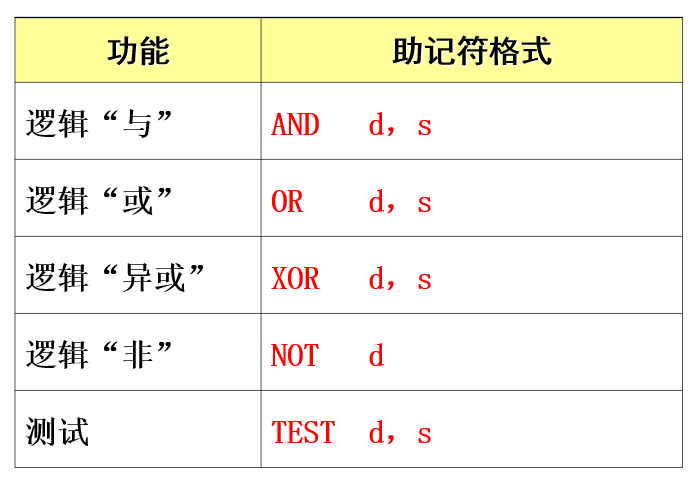 功能 助记符格式
逻辑“与” AND d，s
逻辑“或” OR d，s
逻辑“异或” XOR d，s
逻辑“非” NOT d
测试 TEST d，s